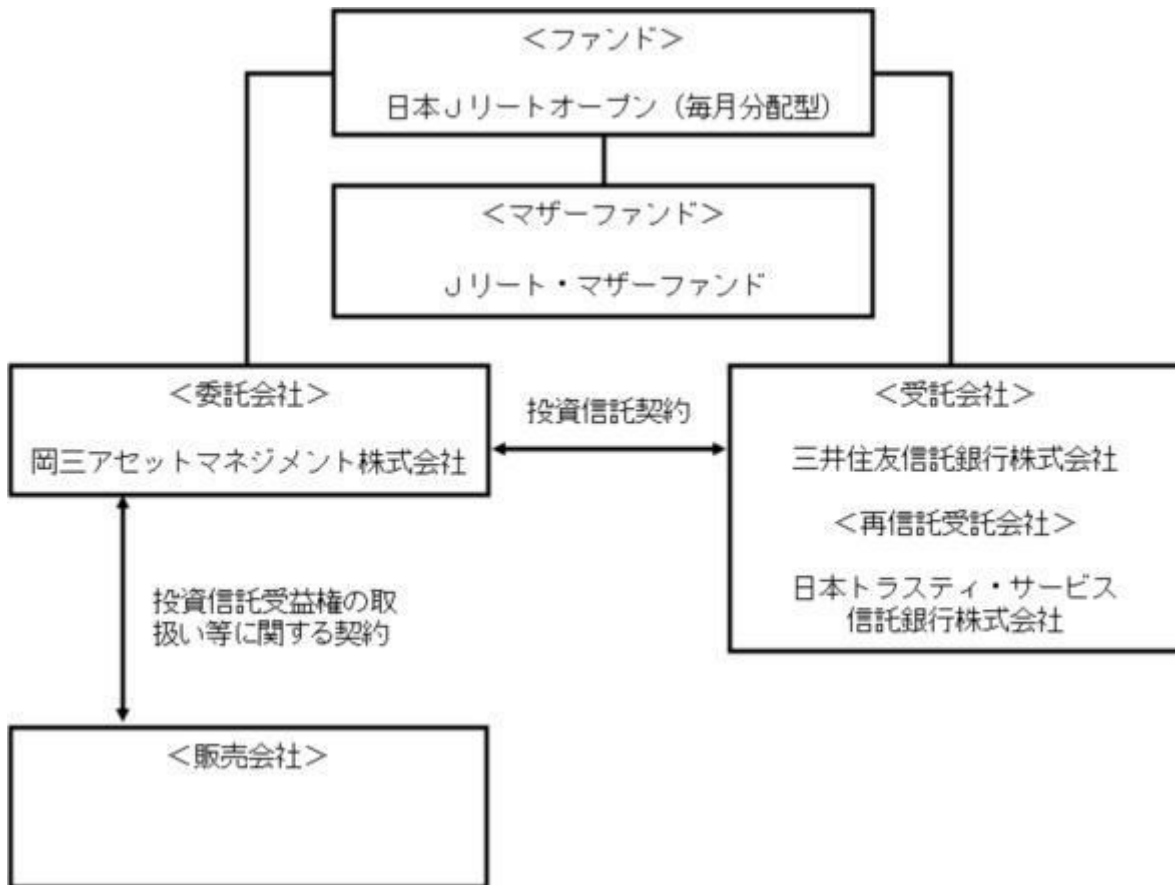 ＜ファンド＞
日本Ｊリートオープン（毎月分配型）
＜マザーファンド＞
Ｊリート・マザーファンド
＜委託会社＞
岡三アセットマネジメント株式会社
投資信託契約
＜受託会社＞
三井住友信託銀行株式会社
＜再信託受託会社＞
日本トラスティ・サービス
信託銀行株式会社
投資信託受益権の取
扱い等に関する契約
＜販売会社＞